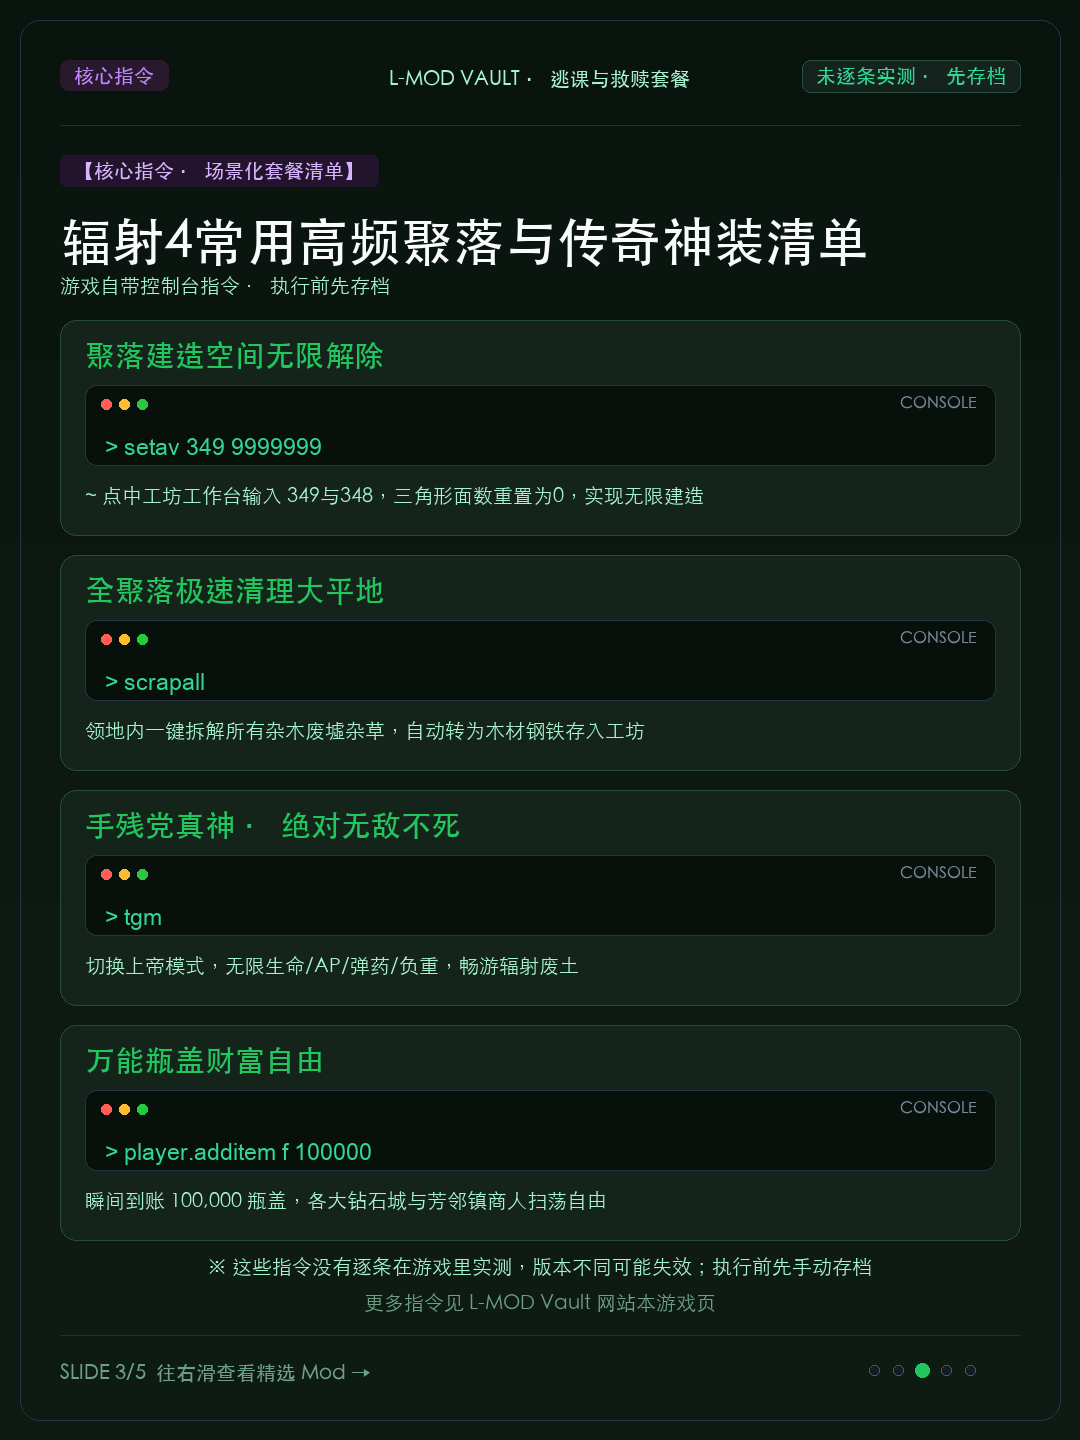 核心指令
L-MOD VAULT · 逃课与救赎套餐
未逐条实测 · 先存档
【核心指令 · 场景化套餐清单】
辐射4常用高频聚落与传奇神装清单
游戏自带控制台指令 · 执行前先存档
聚落建造空间无限解除
CONSOLE
> setav 349 9999999
~ 点中工坊工作台输入 349与348，三角形面数重置为0，实现无限建造
全聚落极速清理大平地
CONSOLE
> scrapall
领地内一键拆解所有杂木废墟杂草，自动转为木材钢铁存入工坊
手残党真神 · 绝对无敌不死
CONSOLE
> tgm
切换上帝模式，无限生命/AP/弹药/负重，畅游辐射废土
万能瓶盖财富自由
CONSOLE
> player.additem f 100000
瞬间到账 100,000 瓶盖，各大钻石城与芳邻镇商人扫荡自由
※ 这些指令没有逐条在游戏里实测，版本不同可能失效；执行前先手动存档
更多指令见 L-MOD Vault 网站本游戏页
SLIDE 3/5 往右滑查看精选 Mod →